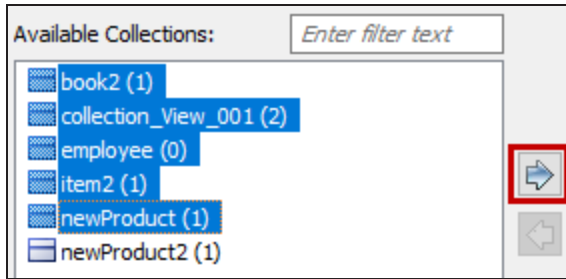 Available Collections: Enter filter text
book2 (1)
collection_View_001 (2)
employee (0)
item2 (1)
newProduct (1)
newProduct2 (1)